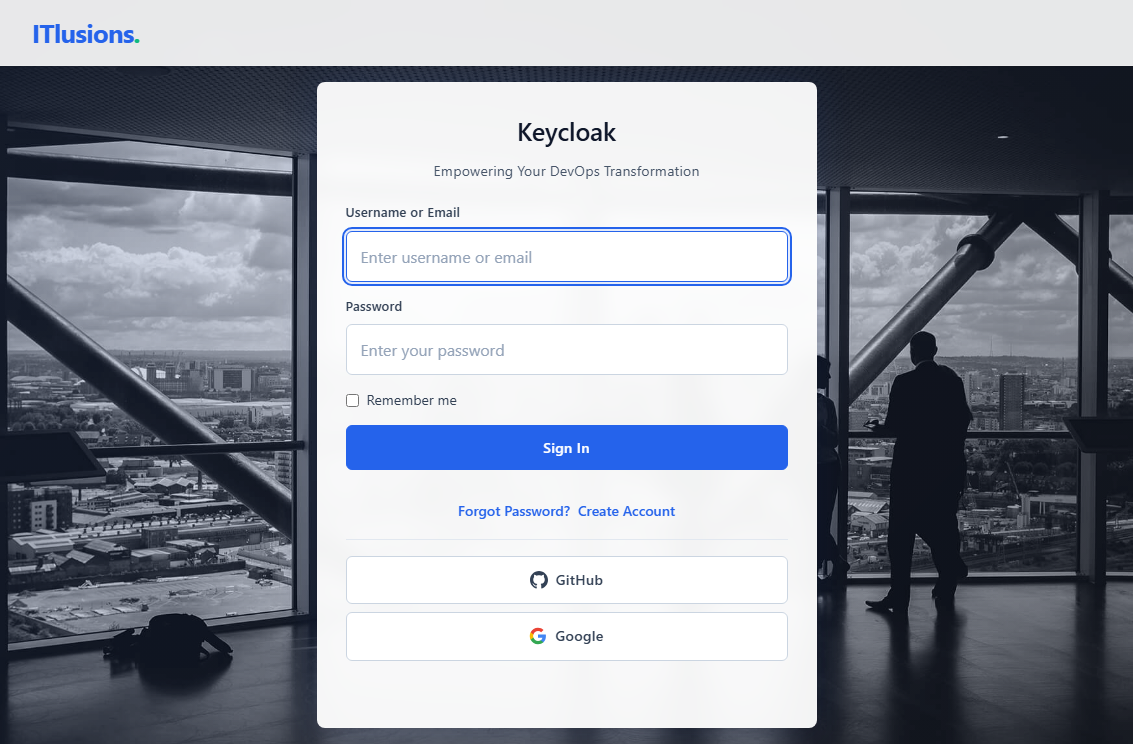 ITlusions.
Keycloak
Empowering Your DevOps Transformation
Username or Email
Enter username or email
Password
Enter your password
Remember me
Sign In
Forgot Password? Create Account
GitHub
Google